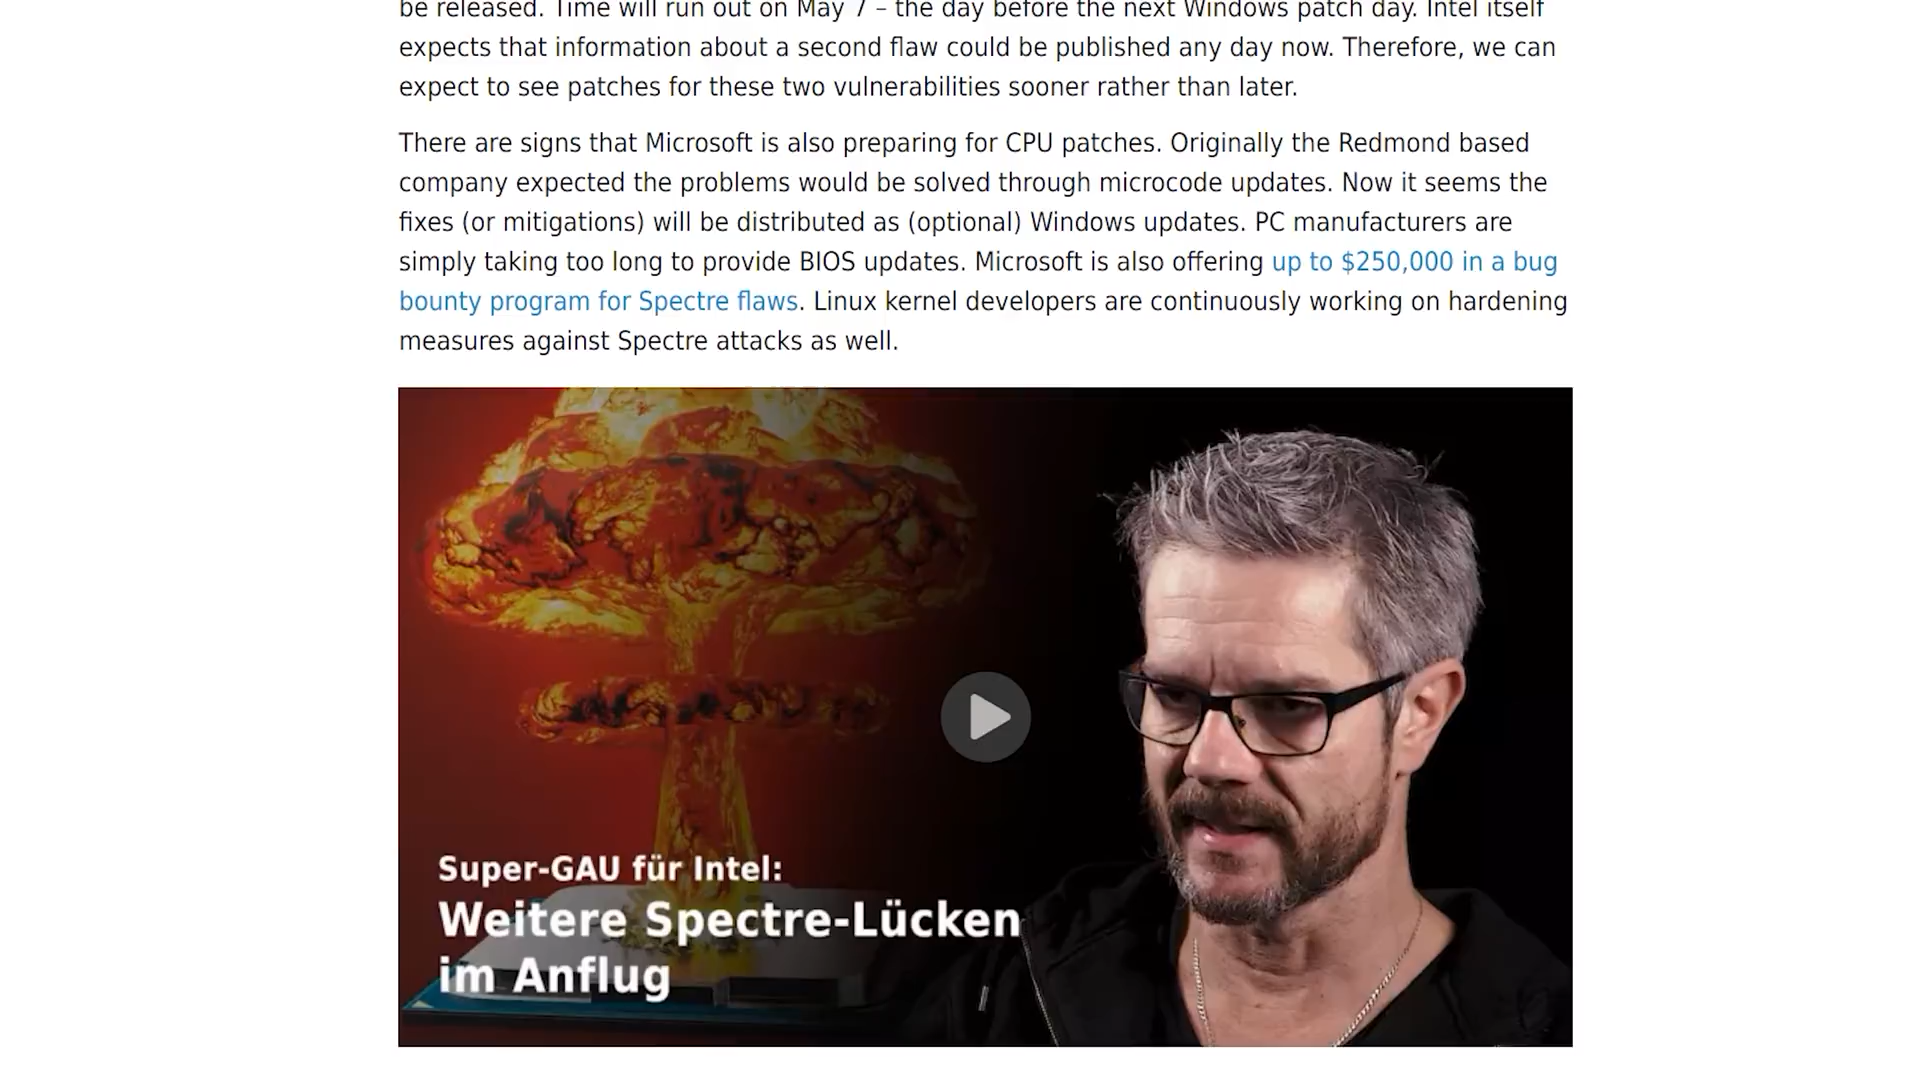 be released. Time will run out on May 7 – the day before the next Windows patch day. Intel itself
expects that information about a second flaw could be published any day now. Therefore, we can
expect to see patches for these two vulnerabilities sooner rather than later.
There are signs that Microsoft is also preparing for CPU patches. Originally the Redmond based
company expected the problems would be solved through microcode updates. Now it seems the
fixes (or mitigations) will be distributed as (optional) Windows updates. PC manufacturers are
simply taking too long to provide BIOS updates. Microsoft is also offering up to $250,000 in a bug
bounty program for Spectre flaws. Linux kernel developers are continuously working on hardening
measures against Spectre attacks as well.
Super-GAU für Intel:
Weitere Spectre-Lücken
im Anflug